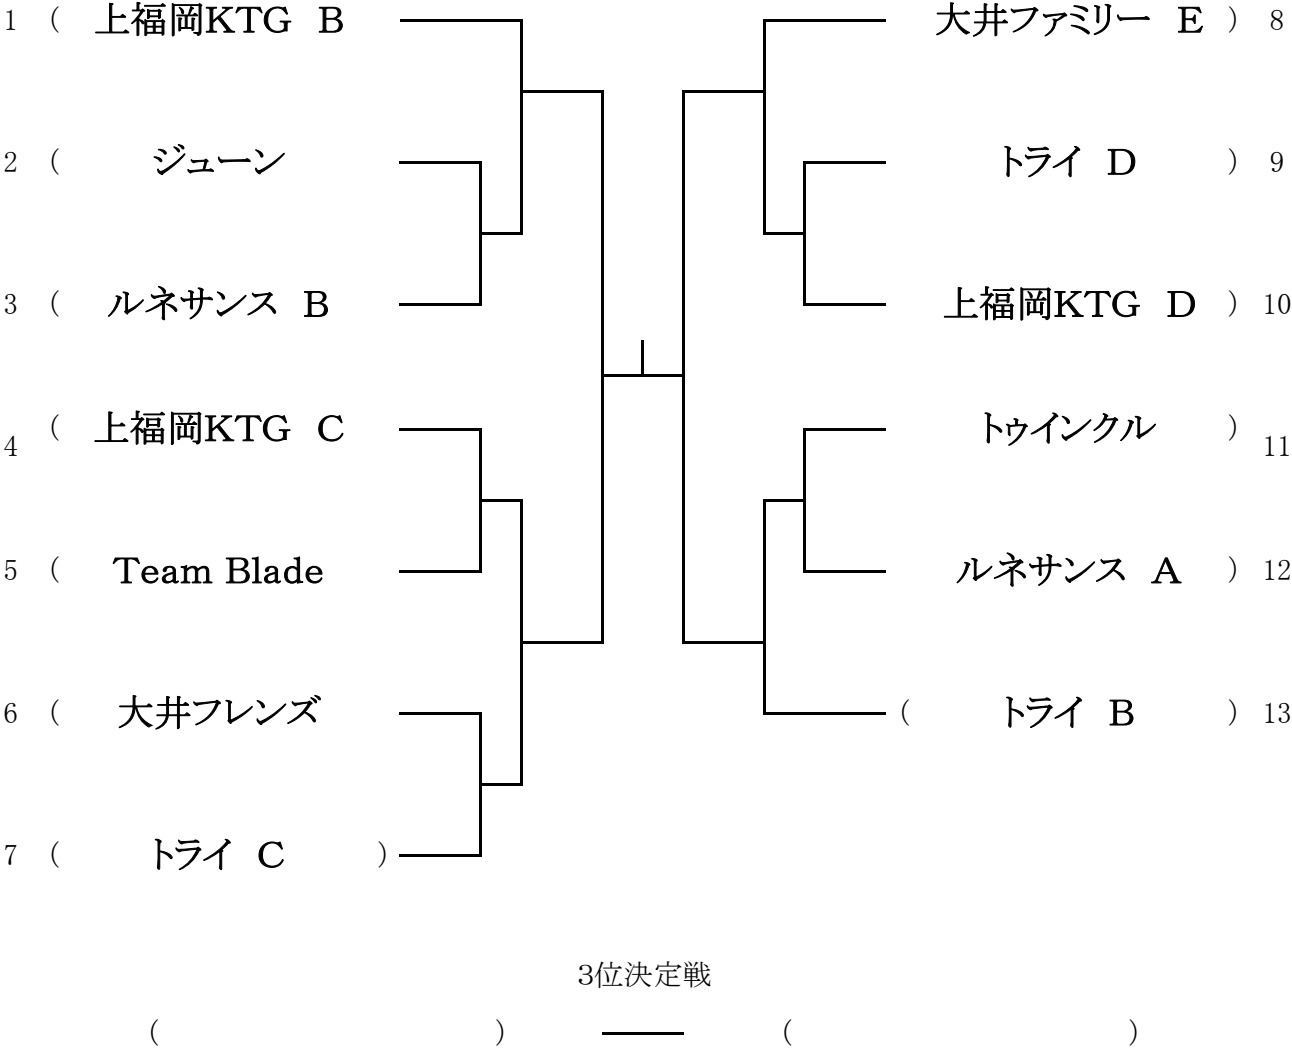 1 ( 上福岡KTG B
大井ファミリー E ) 8
2 ( ジューン
トライ D ) 9
3 ( ルネサンス B
上福岡KTG D ) 10
4 ( 上福岡KTG C
トゥインクル ) 11
5 ( Team Blade
ルネサンス A ) 12
6 ( 大井フレンズ
( トライ B ) 13
7 ( トライ C )
3位決定戦
( ) ( )